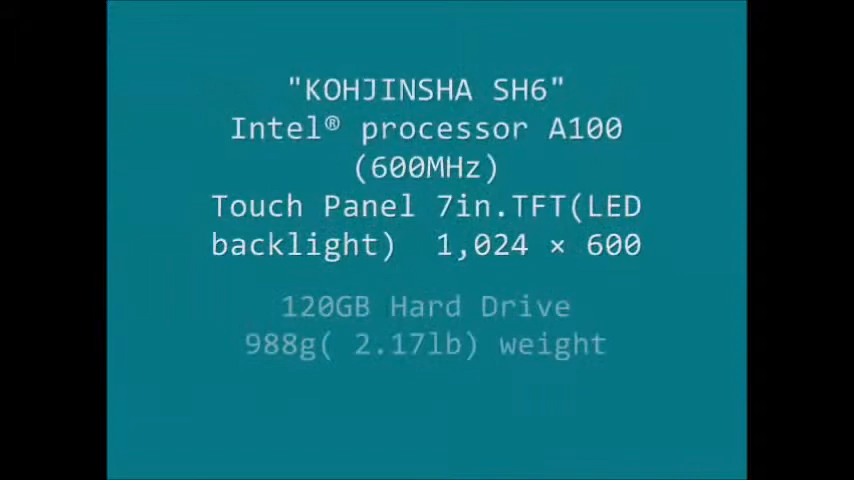 "KOHJINSHA SH6"
Intel® processor A100
(600MHz)
Touch Panel 7in.TFT(LED
backlight)  1,024 × 600
120GB Hard Drive
988g( 2.17lb) weight